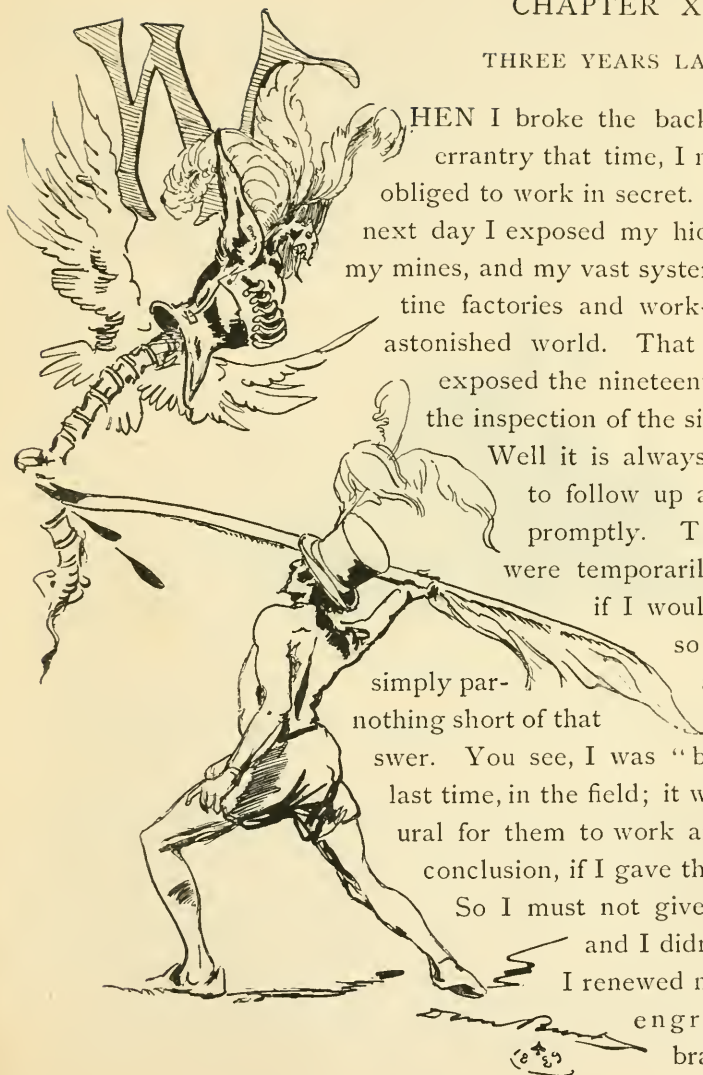 CHAPTER X
THREE YEARS LA
WHEN I broke the back
errantry that time, I
obliged to work in secret.
next day I exposed my hid
my mines, and my vast syste
tine factories and work-
astonished world. That
exposed the nineteent
the inspection of the si
Well it is always
to follow up a
promptly. T
were temporaril
if I woul
so
simply par-
nothing short of that
swer. You see, I was “b
last time, in the field; it w
ural for them to work a
conclusion, if I gave th
So I must not give
and I didn
I renewed
engr
bra
1889